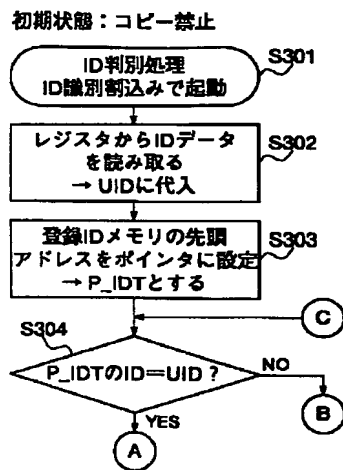 初期状態：コピー禁止
S301
ID判別処理
ID識別割込みで起動
S302
レジスタからIDデータ
を読み取る
→ UIDに代入
S303
登録IDメモリの先頭
アドレスをポインタに設定
→ P_IDTとする
C
S304
P_IDTのID＝UID？
NO
B
YES
A